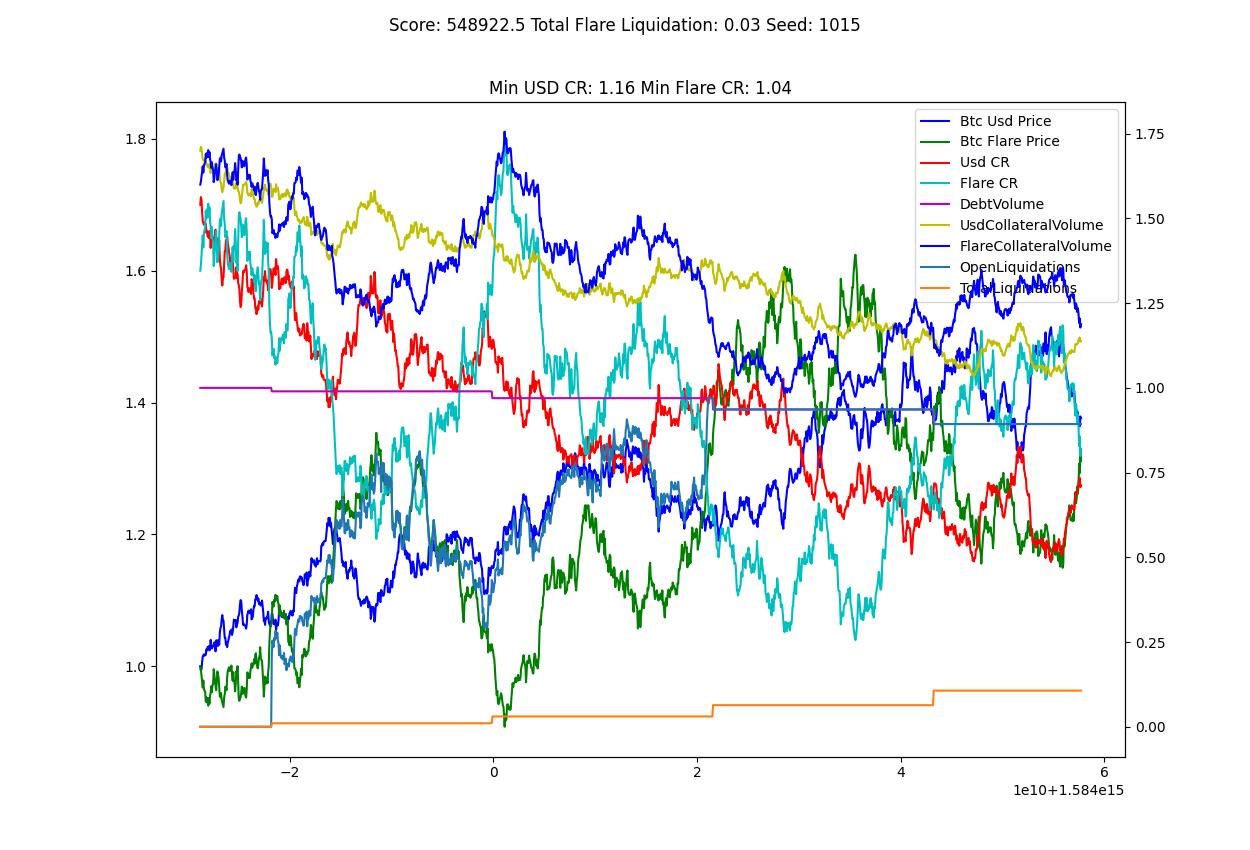 Score: 548922.5 Total Flare Liquidation: 0.03 Seed: 1015
Min USD CR: 1.16 Min Flare CR: 1.04
1.8
1.6
1.4
1.2
1.0
1.75
1.50
1.25
1.00
0.75
0.50
0.25
0.00
Btc Usd Price
Btc Flare Price
Usd CR
Flare CR
DebtVolume
UsdCollateralVolume
FlareCollateralVolume
OpenLiquidations
TotalLiquidations
−2
0
2
4
6
1e10+1.584e15